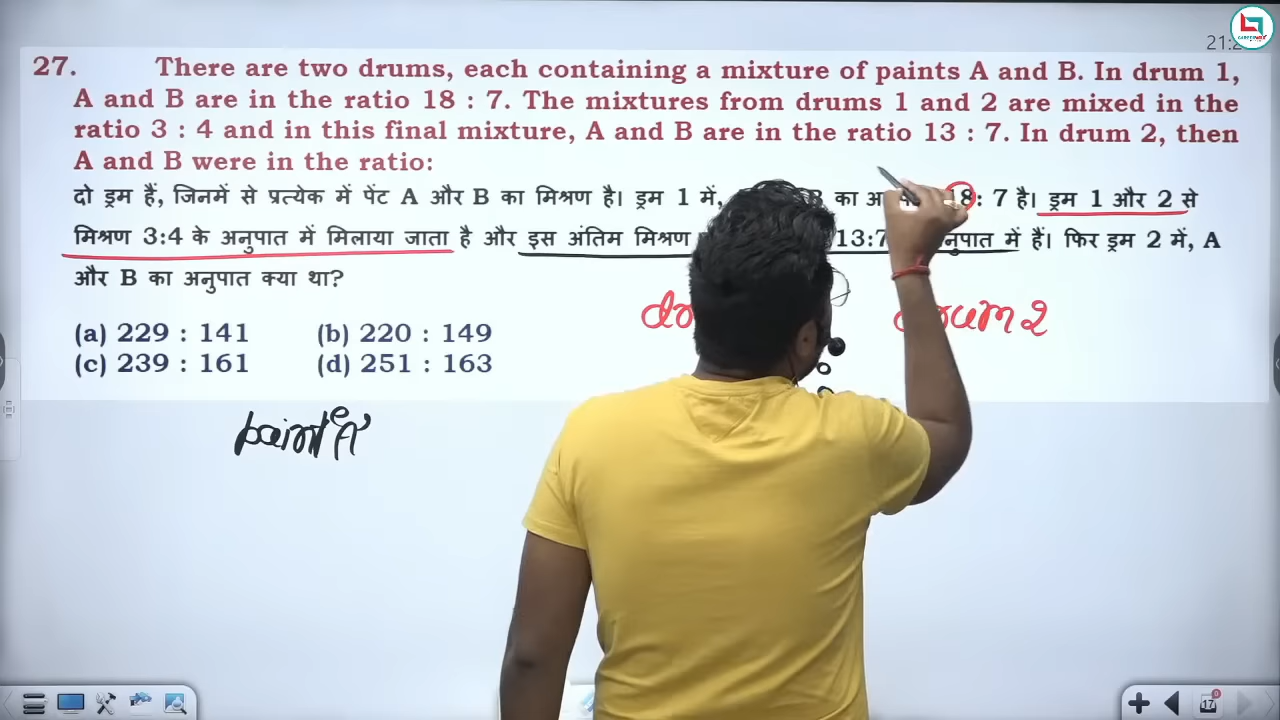 21:2
27. There are two drums, each containing a mixture of paints A and B. In drum 1,
A and B are in the ratio 18 : 7. The mixtures from drums 1 and 2 are mixed in the
ratio 3 : 4 and in this final mixture, A and B are in the ratio 13 : 7. In drum 2, then
A and B were in the ratio:
दो ड्रम हैं, जिनमें से प्रत्येक में पेंट A और B का मिश्रण है। ड्रम 1 में, B का 18: 7 है। ड्रम 1 और 2 से
मिश्रण 3:4 के अनुपात में मिलाया जाता है और इस अंतिम मिश्रण 13:7 में हैं। फिर ड्रम 2 में, A
और B का अनुपात क्या था?
(a) 229 : 141 (b) 220 : 149
(c) 239 : 161 (d) 251 : 163
drum 2
paint A
17